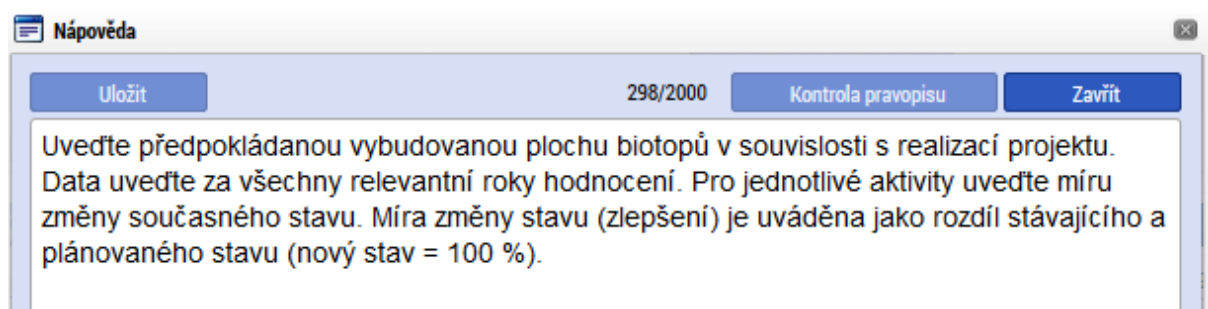 Nápověda
Uložit 298/2000 Kontrola pravopisu Zavřít
Uveďte předpokládanou vybudovanou plochu biotopů v souvislosti s realizací projektu.
Data uveďte za všechny relevantní roky hodnocení. Pro jednotlivé aktivity uveďte míru
změny současného stavu. Míra změny stavu (zlepšení) je uváděna jako rozdíl stávajícího a
plánovaného stavu (nový stav = 100 %).